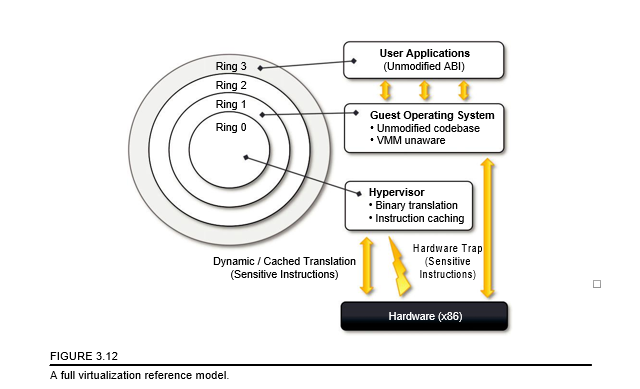 Ring 3
Ring 2
Ring 1
Ring 0
User Applications
(Unmodified ABI)
Guest Operating System
• Unmodified codebase
• VMM unaware
Hypervisor
• Binary translation
• Instruction caching
Dynamic / Cached Translation
(Sensitive Instructions)
Hardware Trap
(Sensitive
Instructions)
Hardware (x86)
FIGURE 3.12
A full virtualization reference model.